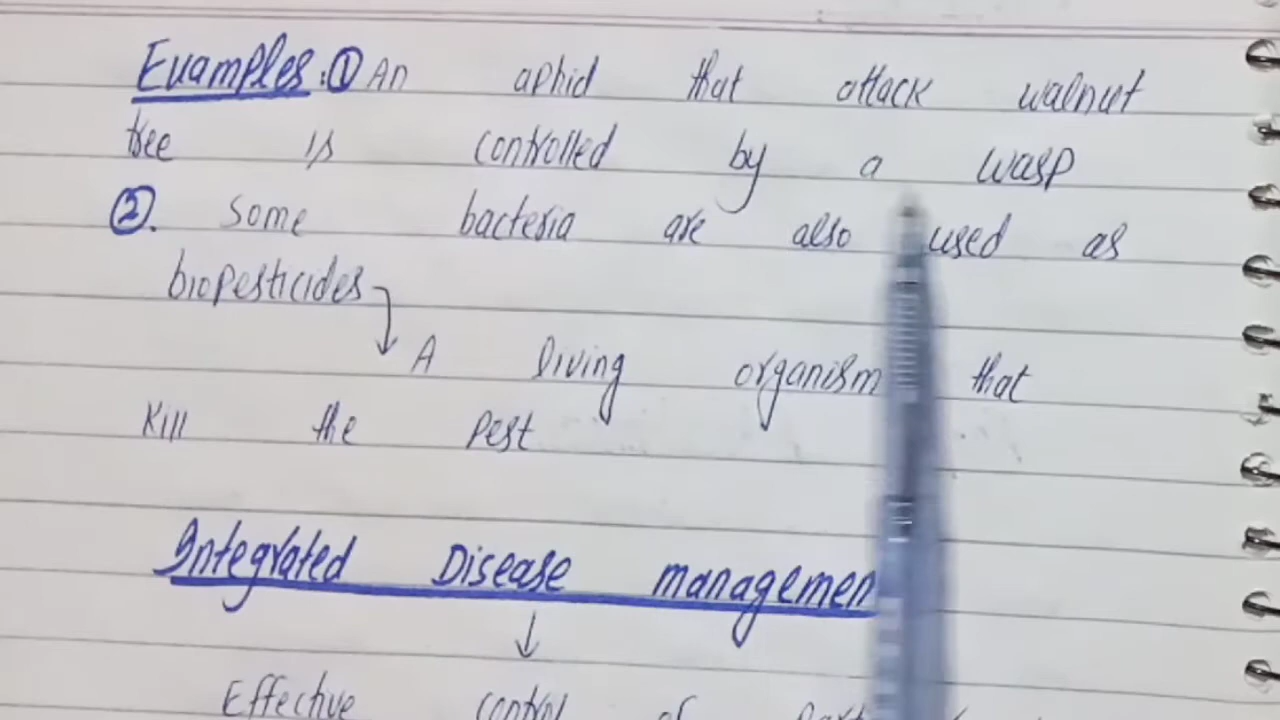 Examples :① An aphid that attack walnut
tree is controlled by a wasp
②. Some bacteria are also used as
biopesticides
A living organism that
Kill the pest
Integrated Disease managemen
Effective control of